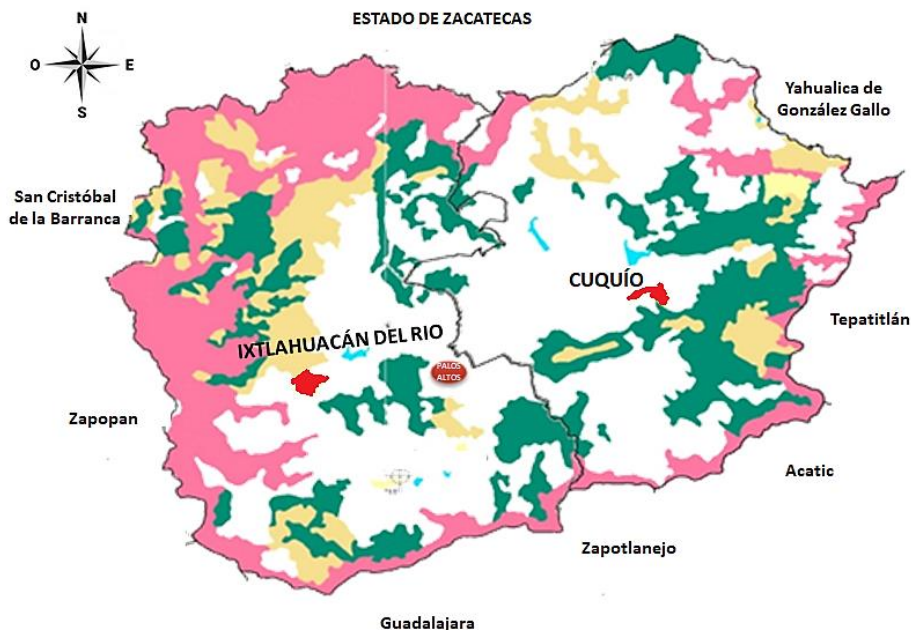 ESTADO DE ZACATECAS
N
O
E
S
Yahualica de
González Gallo
San Cristóbal
de la Barranca
CUQUÍO
Tepatitlán
IXTLAHUACÁN DEL RIO
PALOS
ALTOS
Zapopan
Acatic
Zapotlanejo
Guadalajara